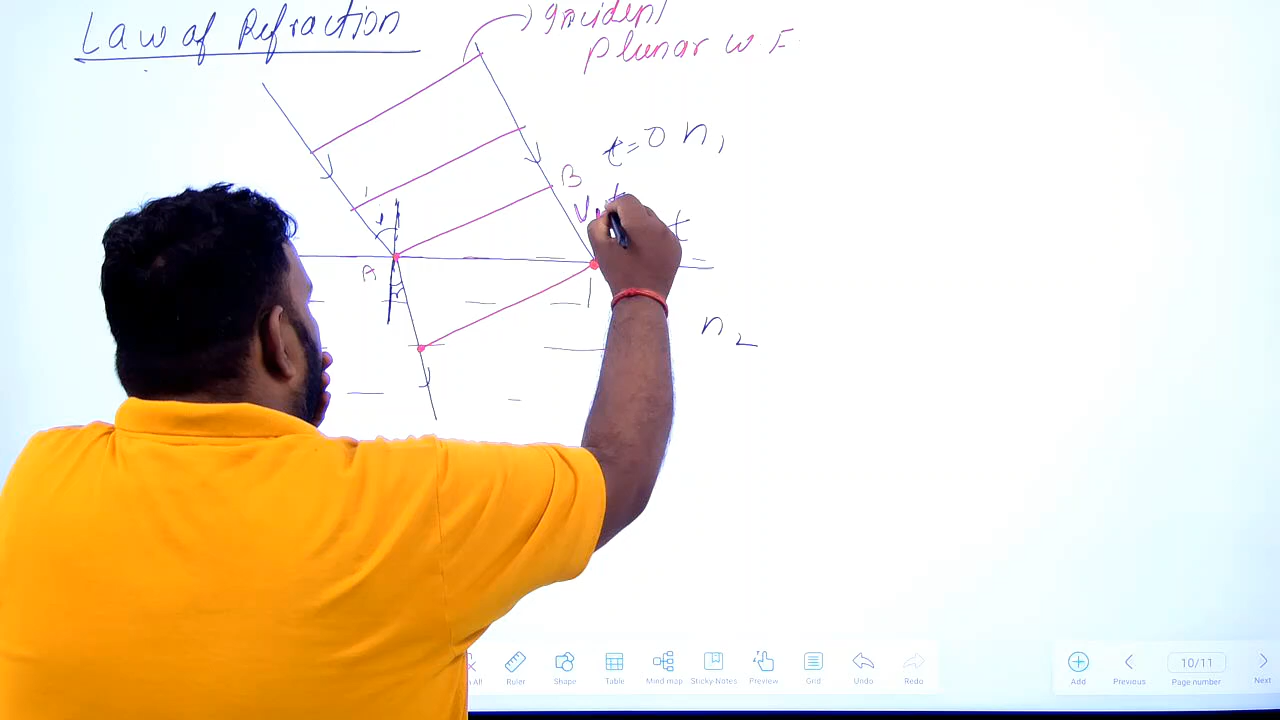 Law of Refraction
Incident
planar W F
t=0 n1
B
i
t
A
r
n2
All
Ruler
Shape
Table
Mind map
Sticky-Notes
Preview
Grid
Undo
Redo
Add
Previous
10/11
Page number
Next